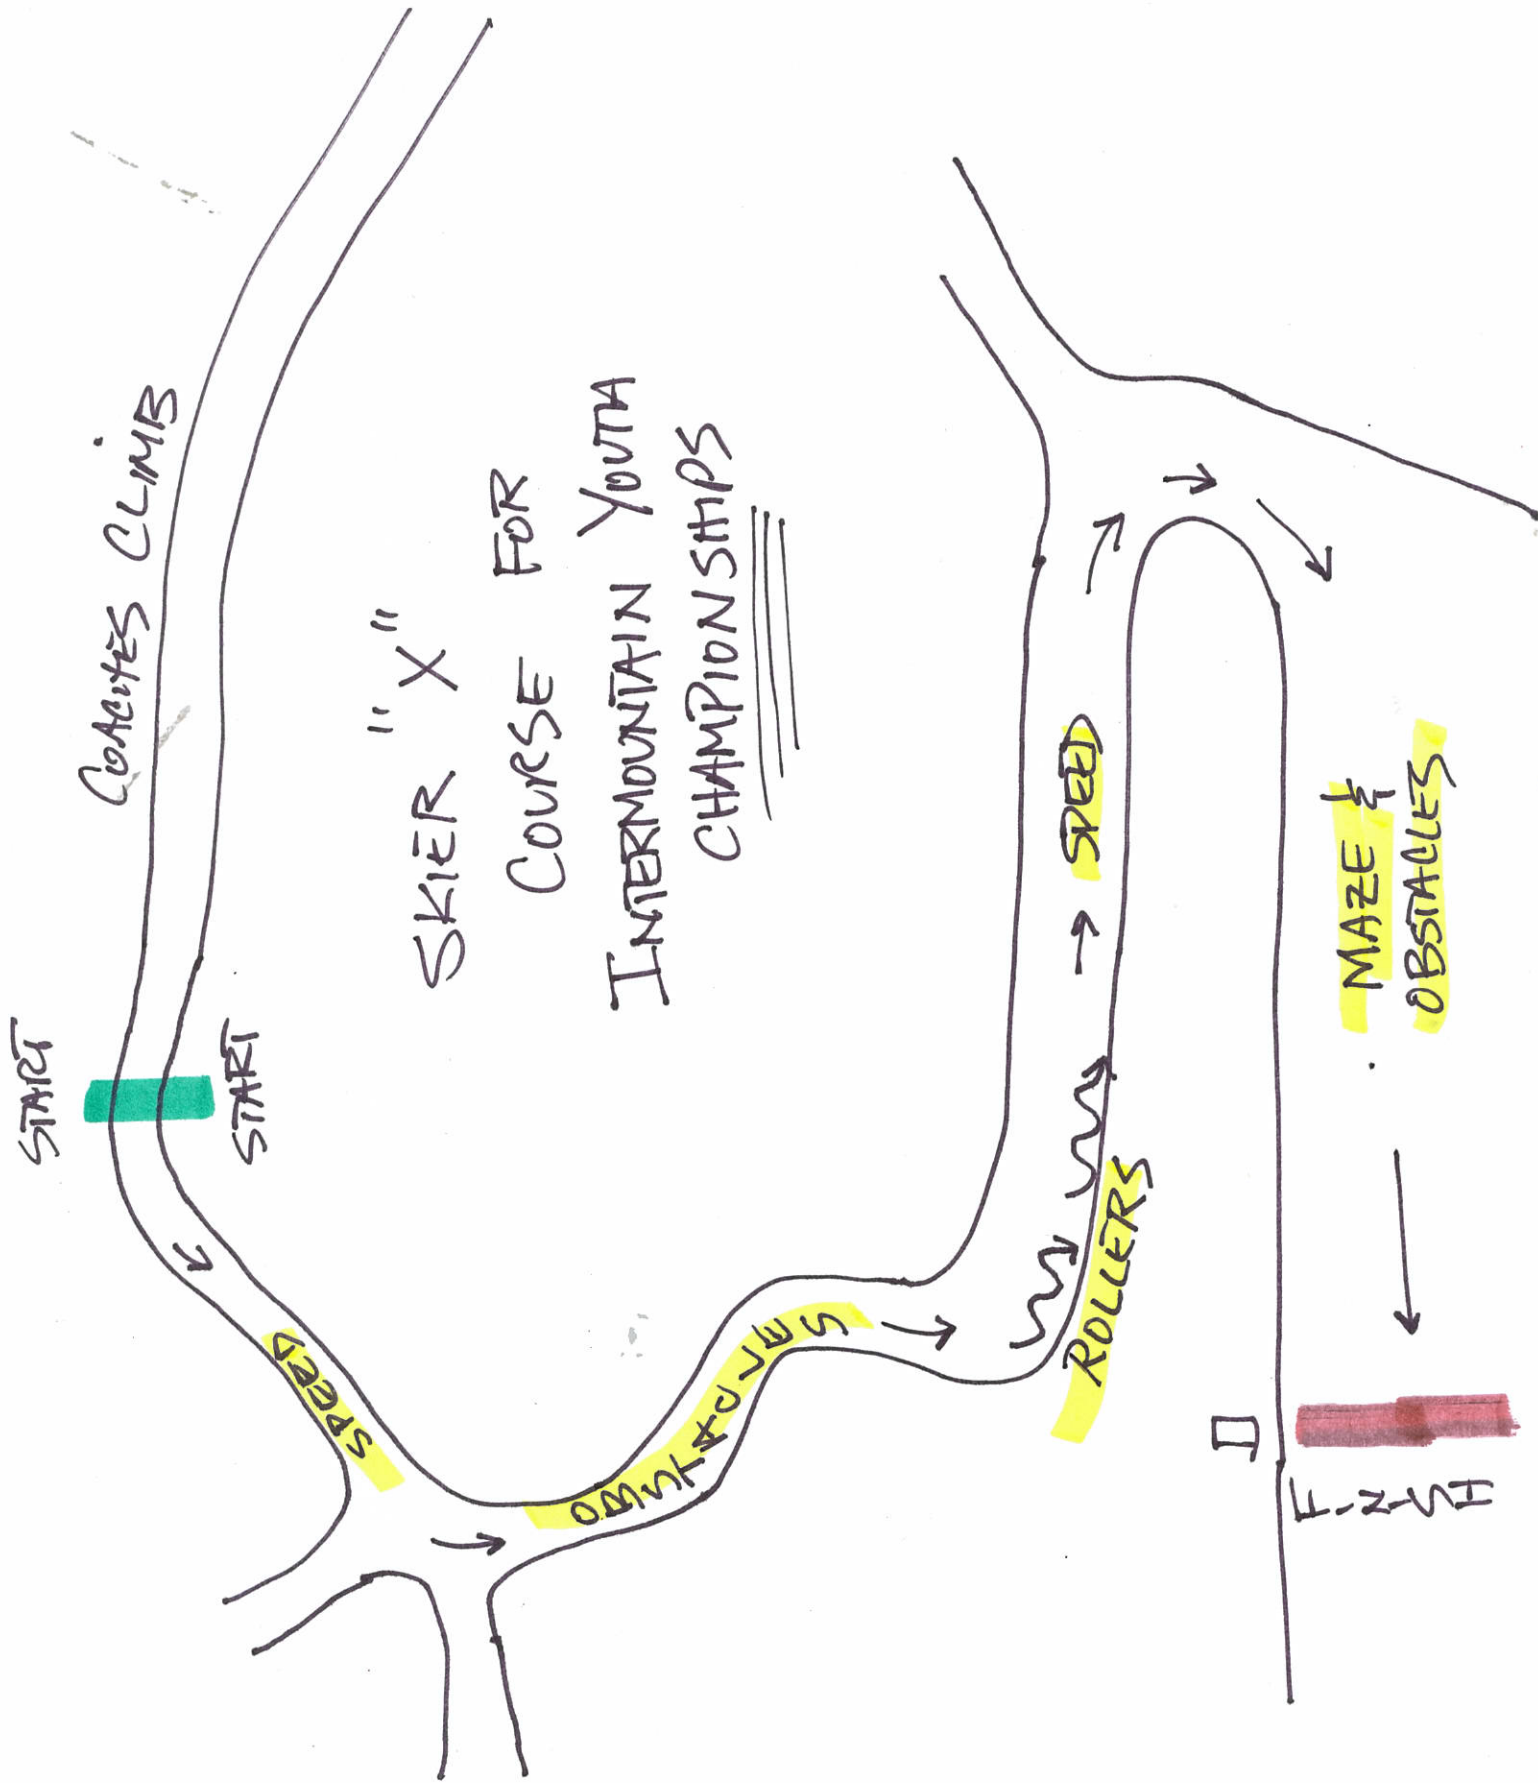 COACHES CLIMB
START
START
SKIER "X"
COURSE FOR
INTERMOUNTAIN YOUTH
CHAMPIONSHIPS
SPEED
OBSTACLES
ROLLERS
SPEED
MAZE &
OBSTACLES
FINISH